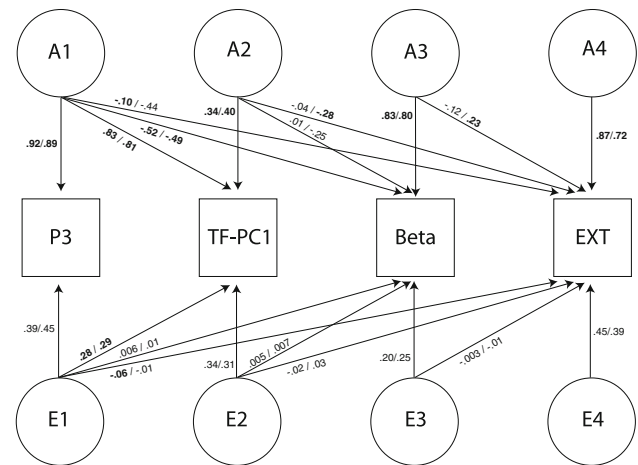 A1
A2
A3
A4
-.10 / -.44
-.04 / -.28
-.12 / .23
.92/.89
.83 / .81
-.52 / -.49
.34/.40
.01 / -.25
.83/.80
.87/.72
P3
TF-PC1
Beta
EXT
.39/.45
.28 / .29
.006 / .01
-.06 / -.01
.34/.31
.005 / .007
-.02 / .03
.20/.25
-.003 / -.01
.45/.39
E1
E2
E3
E4